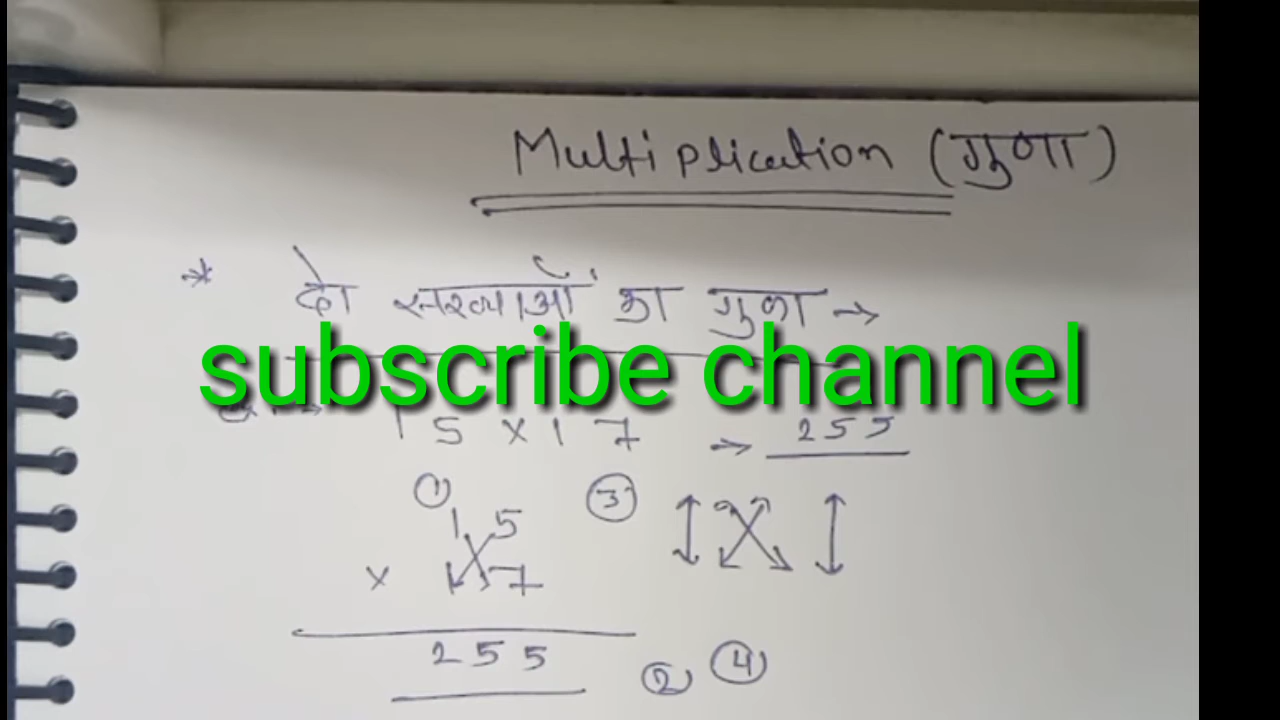 Multiplication (गुणा)
* दो संख्याओं का गुणा →
subscribe channel
15 × 17 → 255
① ③
15
× 17
255
② ④